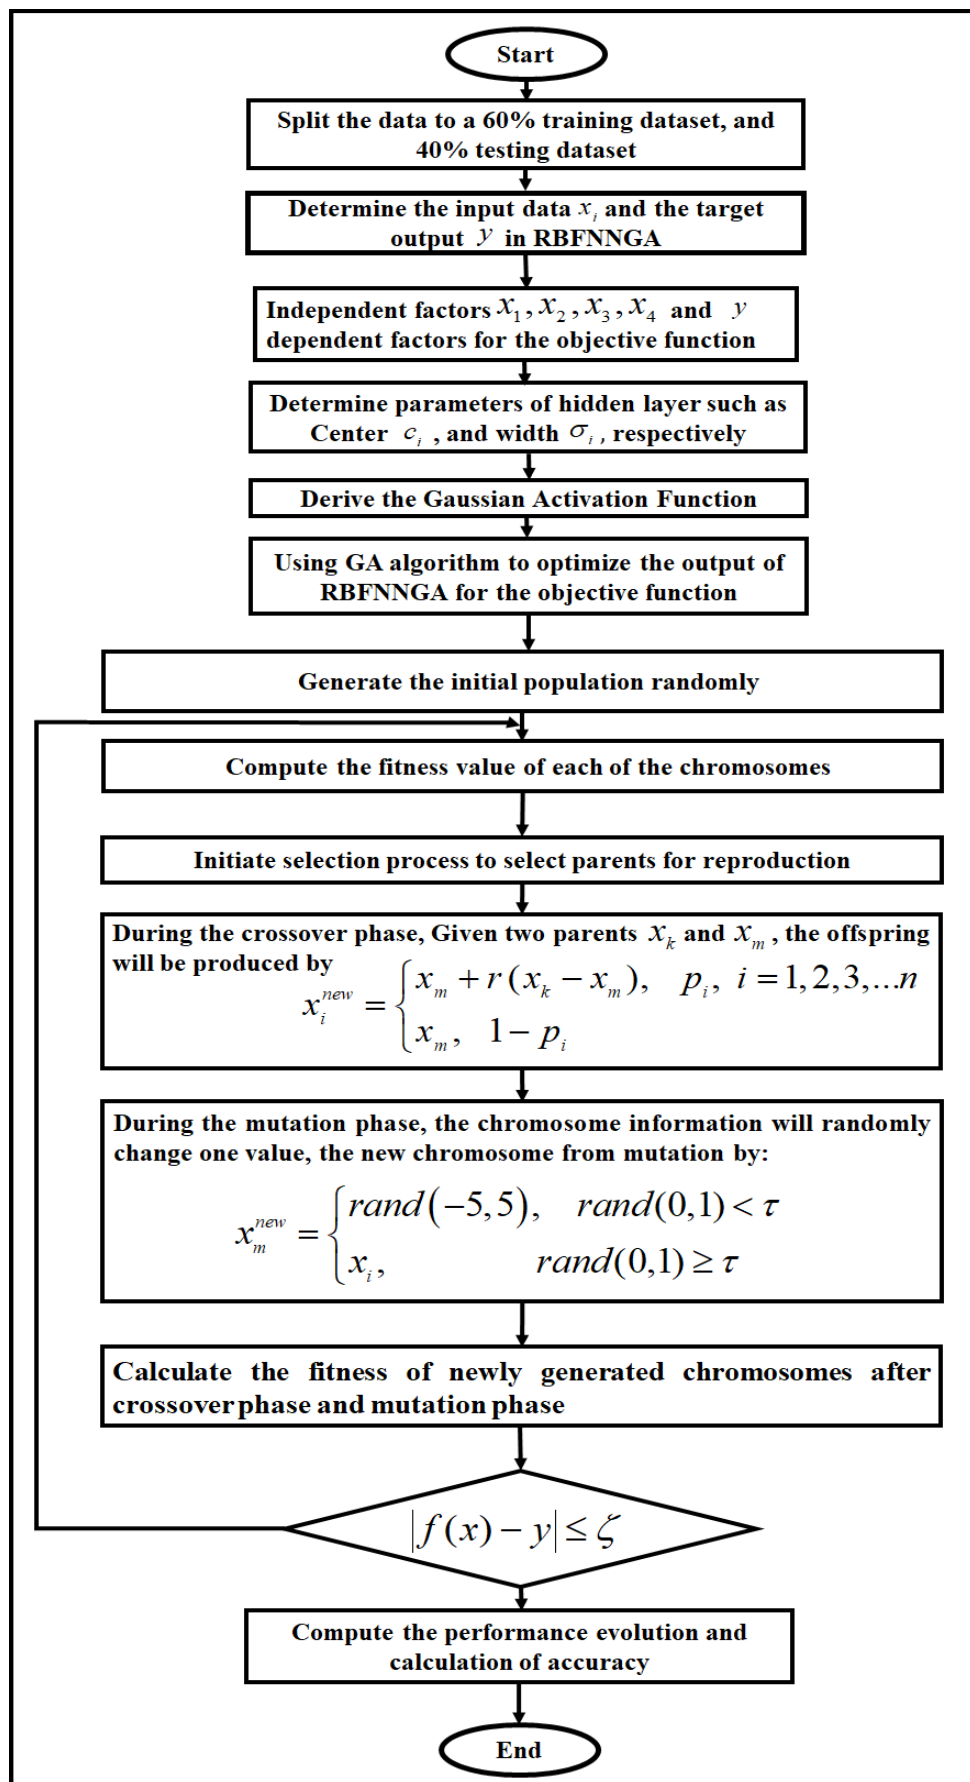 Start
Split the data to a 60% training dataset, and
40% testing dataset
Determine the input data x_i and the target
output y in RBFNNGA
Independent factors x_1, x_2, x_3, x_4 and y
dependent factors for the objective function
Determine parameters of hidden layer such as
Center c_i , and width σ_i , respectively
Derive the Gaussian Activation Function
Using GA algorithm to optimize the output of
RBFNNGA for the objective function
Generate the initial population randomly
Compute the fitness value of each of the chromosomes
Initiate selection process to select parents for reproduction
During the crossover phase, Given two parents x_k and x_m , the offspring
will be produced by
x_i^{new} = { x_m + r(x_k − x_m), p_i, i = 1,2,3,...n
x_m, 1 − p_i
During the mutation phase, the chromosome information will randomly
change one value, the new chromosome from mutation by:
x_m^{new} = { rand(−5,5), rand(0,1) < τ
x_i, rand(0,1) ≥ τ
Calculate the fitness of newly generated chromosomes after
crossover phase and mutation phase
|f(x) − y| ≤ ζ
Compute the performance evolution and
calculation of accuracy
End